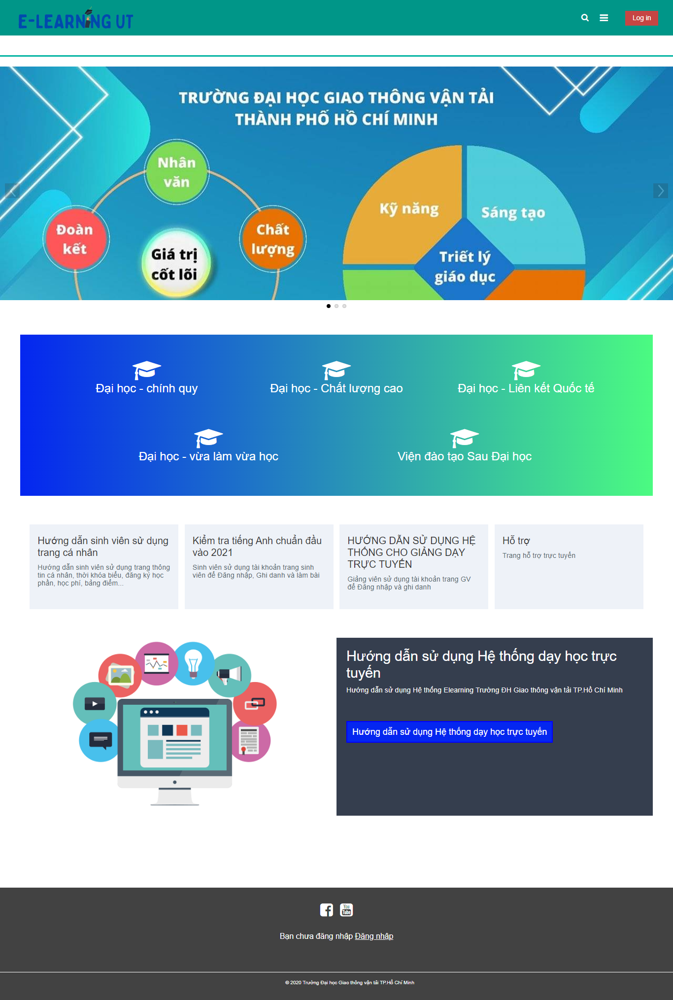 E-LEARNING UT
Log in
TRƯỜNG ĐẠI HỌC GIAO THÔNG VẬN TẢI
THÀNH PHỐ HỒ CHÍ MINH
Nhân
văn
Đoàn
kết
Chất
lượng
Giá trị
cốt lõi
Kỹ năng
Sáng tạo
Triết lý
giáo dục
Đại học - chính quy
Đại học - Chất lượng cao
Đại học - Liên kết Quốc tế
Đại học - vừa làm vừa học
Viện đào tạo Sau Đại học
Hướng dẫn sinh viên sử dụng
trang cá nhân
Hướng dẫn sinh viên sử dụng trang thông
tin cá nhân, thời khóa biểu, đăng ký học
phần, học phí, bảng điểm...
Kiểm tra tiếng Anh chuẩn đầu
vào 2021
Sinh viên sử dụng tài khoản trang sinh
viên để Đăng nhập, Ghi danh và làm bài
HƯỚNG DẪN SỬ DỤNG HỆ
THỐNG CHO GIẢNG DẠY
TRỰC TUYẾN
Giảng viên sử dụng tài khoản trang GV
để Đăng nhập và ghi danh
Hỗ trợ
Trang hỗ trợ trực tuyến
Hướng dẫn sử dụng Hệ thống dạy học trực
tuyến
Hướng dẫn sử dụng Hệ thống Elearning Trường ĐH Giao thông vận tải TP.Hồ Chí Minh
Hướng dẫn sử dụng Hệ thống dạy học trực tuyến
You
Tube
Bạn chưa đăng nhập Đăng nhập
© 2020 Trường Đại học Giao thông vận tải TP.Hồ Chí Minh